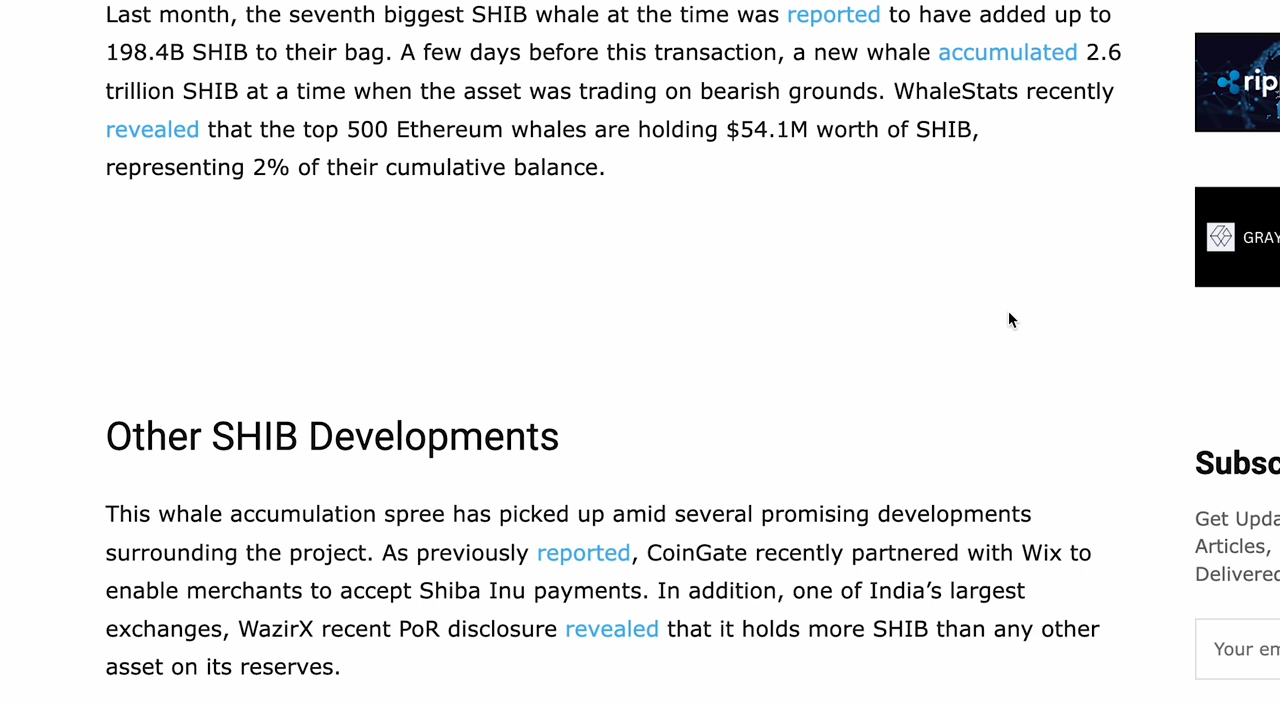 Last month, the seventh biggest SHIB whale at the time was reported to have added up to
198.4B SHIB to their bag. A few days before this transaction, a new whale accumulated 2.6
trillion SHIB at a time when the asset was trading on bearish grounds. WhaleStats recently
revealed that the top 500 Ethereum whales are holding $54.1M worth of SHIB,
representing 2% of their cumulative balance.
rip
GRAY
Other SHIB Developments
This whale accumulation spree has picked up amid several promising developments
surrounding the project. As previously reported, CoinGate recently partnered with Wix to
enable merchants to accept Shiba Inu payments. In addition, one of India’s largest
exchanges, WazirX recent PoR disclosure revealed that it holds more SHIB than any other
asset on its reserves.
Subsc
Get Upda
Articles,
Delivered
Your em